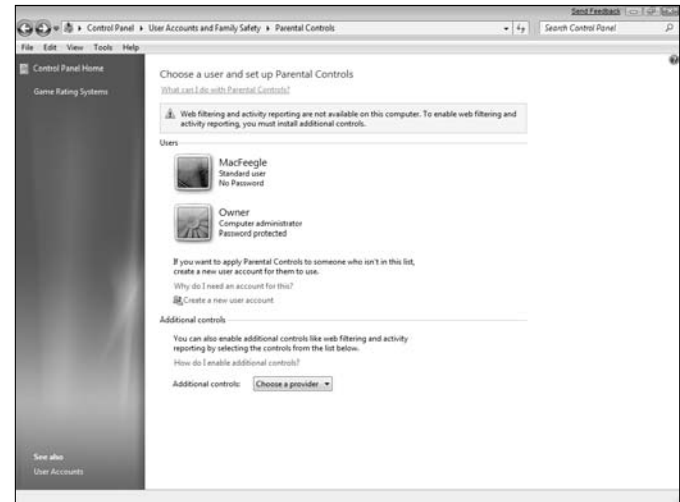 Send Feedback
Control Panel ▸ User Accounts and Family Safety ▸ Parental Controls
Search Control Panel
File Edit View Tools Help
Control Panel Home
Game Rating Systems
Choose a user and set up Parental Controls
What can I do with Parental Controls?
Web filtering and activity reporting are not available on this computer. To enable web filtering and
activity reporting, you must install additional controls.
Users
MacFeegle
Standard user
No Password
Owner
Computer administrator
Password protected
If you want to apply Parental Controls to someone who isn't in this list,
create a new user account for them to use.
Why do I need an account for this?
Create a new user account
Additional controls
You can also enable additional controls like web filtering and activity
reporting by selecting the controls from the list below.
How do I enable additional controls?
Additional controls: Choose a provider
See also
User Accounts